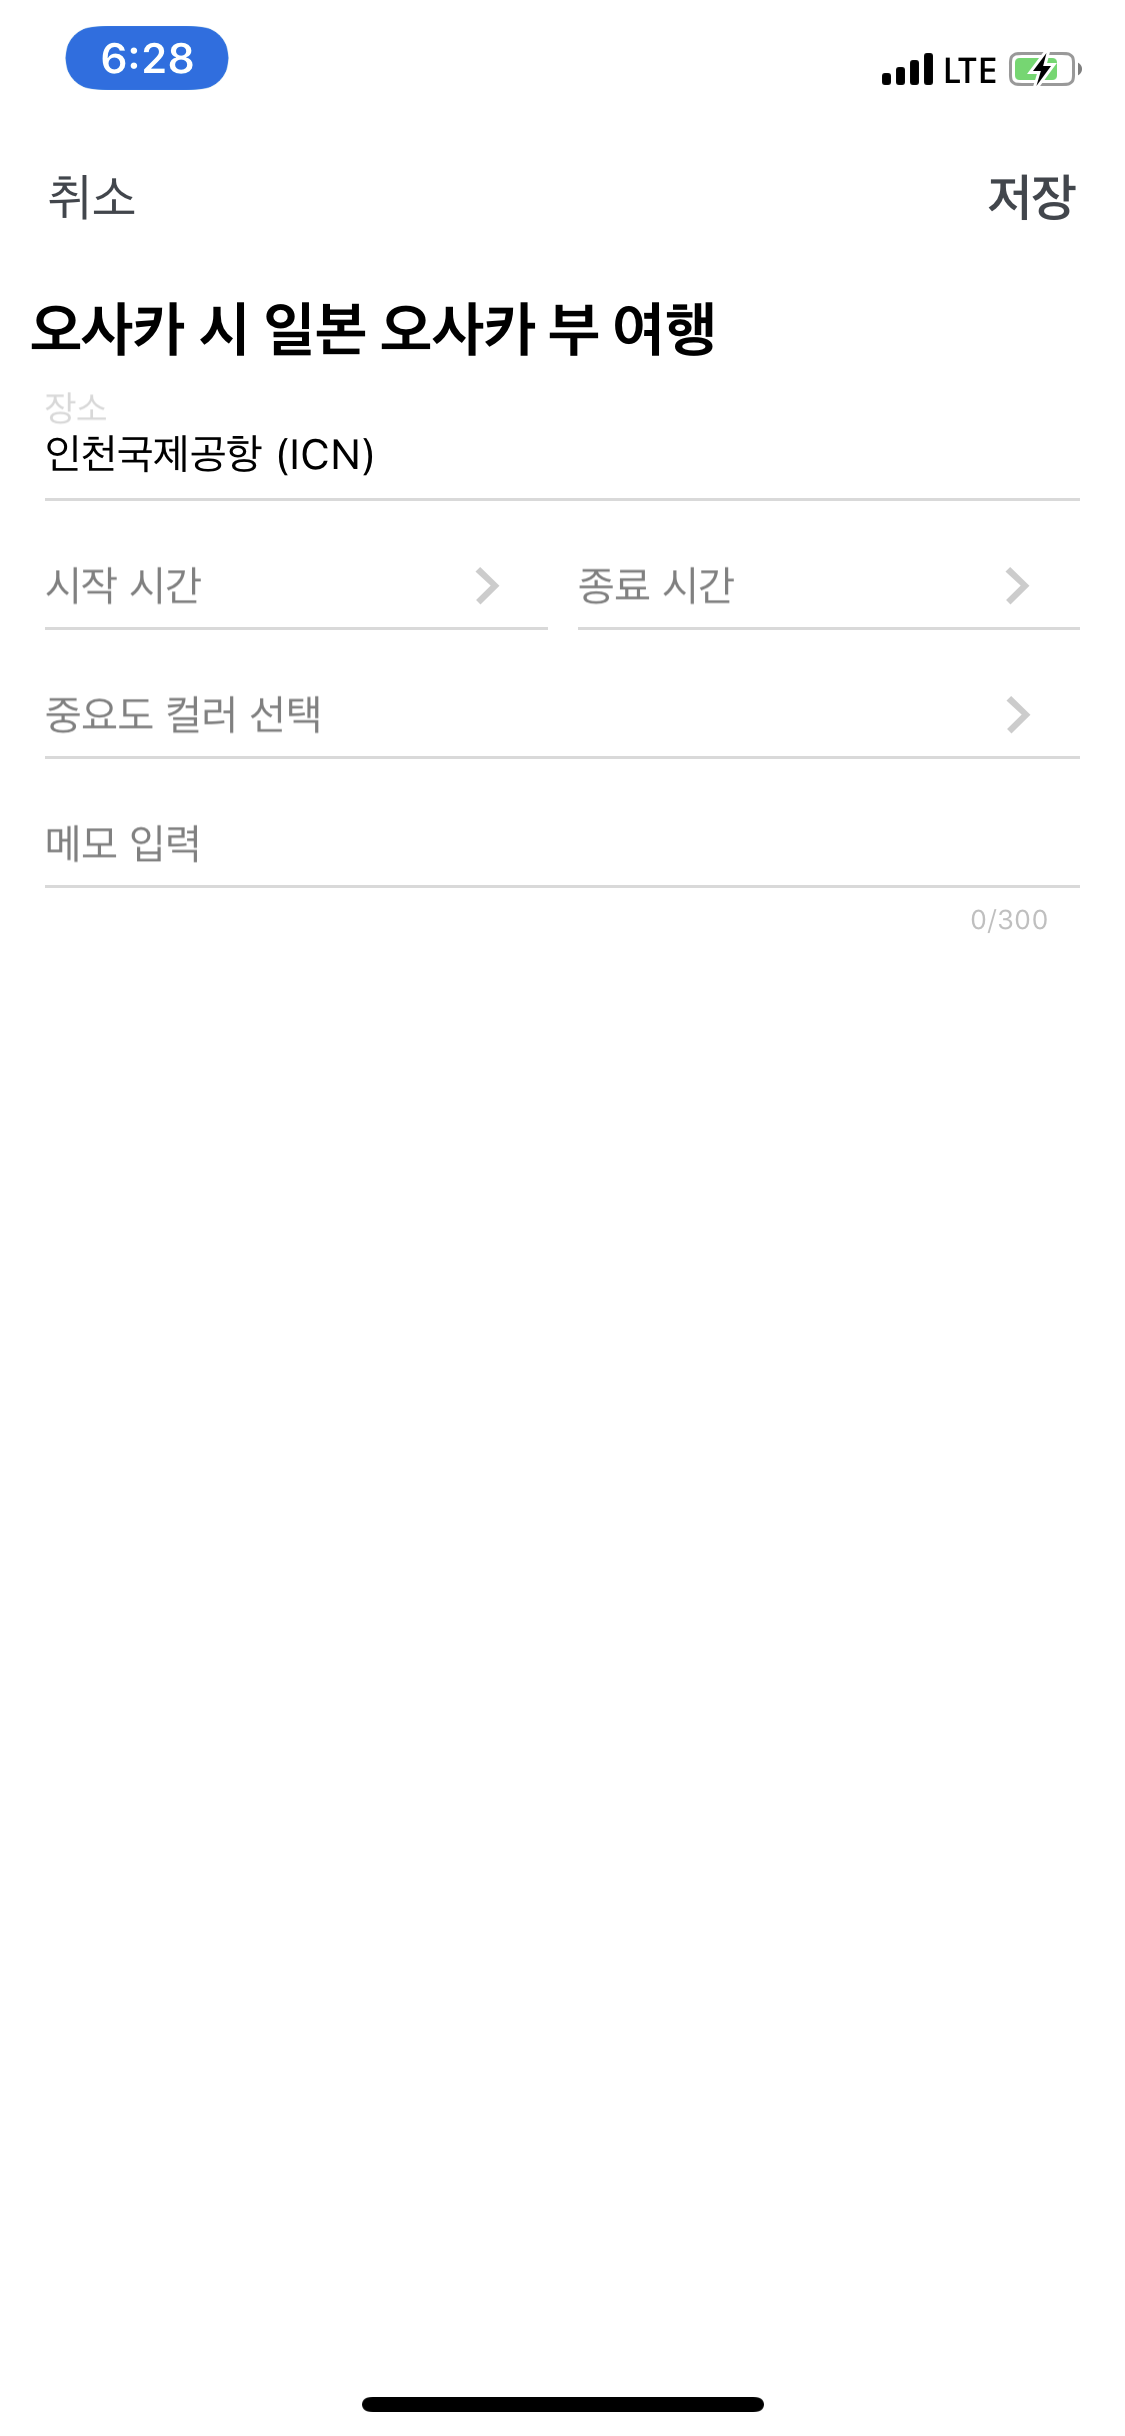 6:28
LTE
취소
저장
오사카 시 일본 오사카 부 여행
장소
인천국제공항 (ICN)
시작 시간
종료 시간
중요도 컬러 선택
메모 입력
0/300